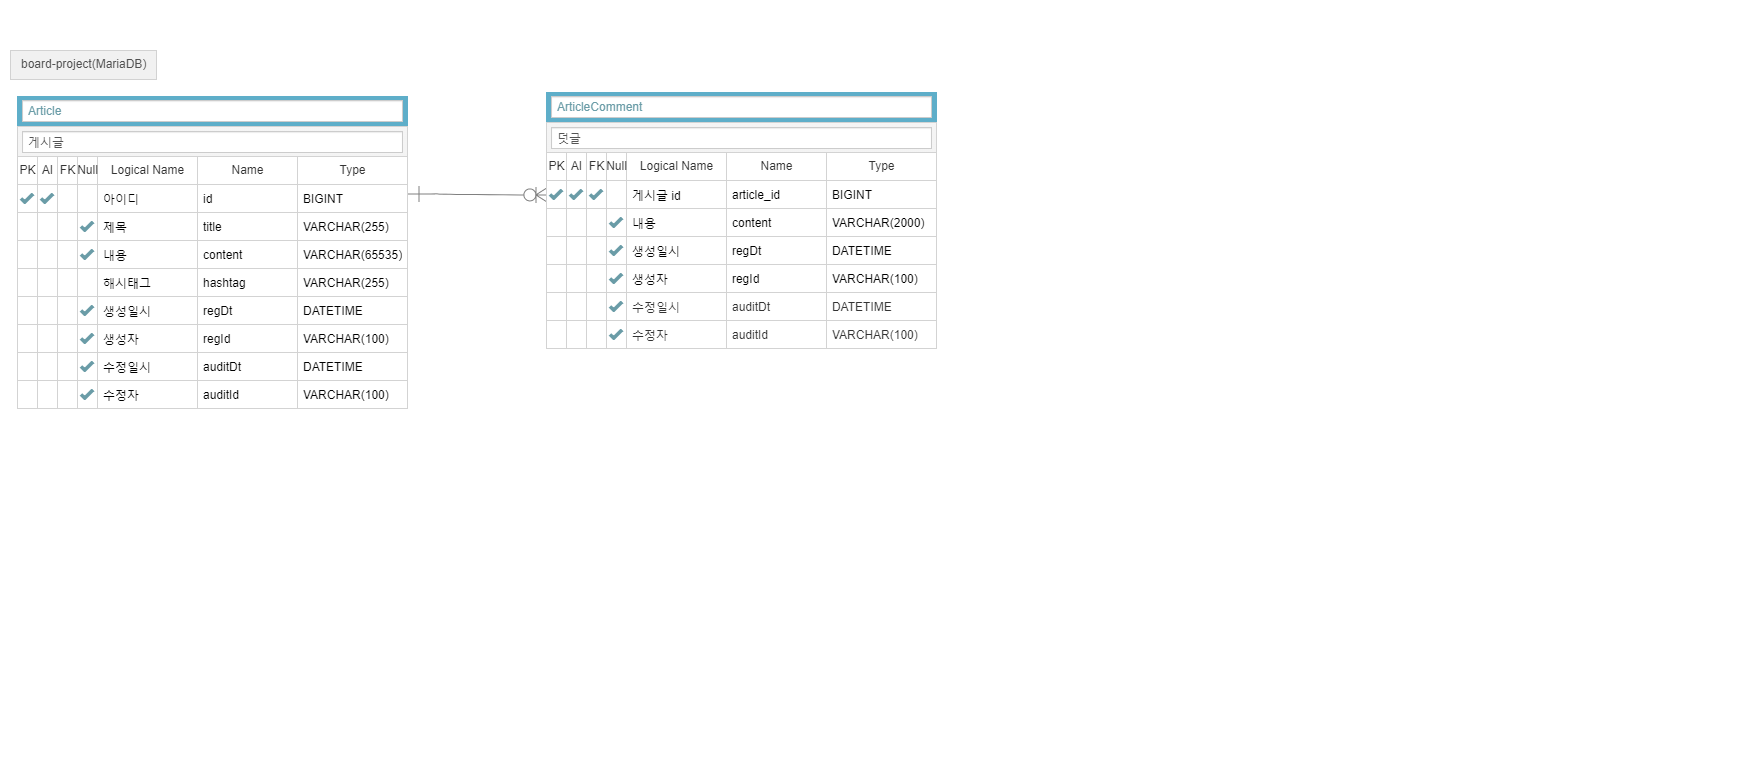 board-project(MariaDB)
Article
게시글
PK AI FK Null Logical Name Name Type
아이디 id BIGINT
제목 title VARCHAR(255)
내용 content VARCHAR(65535)
해시태그 hashtag VARCHAR(255)
생성일시 regDt DATETIME
생성자 regId VARCHAR(100)
수정일시 auditDt DATETIME
수정자 auditId VARCHAR(100)
ArticleComment
덧글
PK AI FK Null Logical Name Name Type
게시글 id article_id BIGINT
내용 content VARCHAR(2000)
생성일시 regDt DATETIME
생성자 regId VARCHAR(100)
수정일시 auditDt DATETIME
수정자 auditId VARCHAR(100)